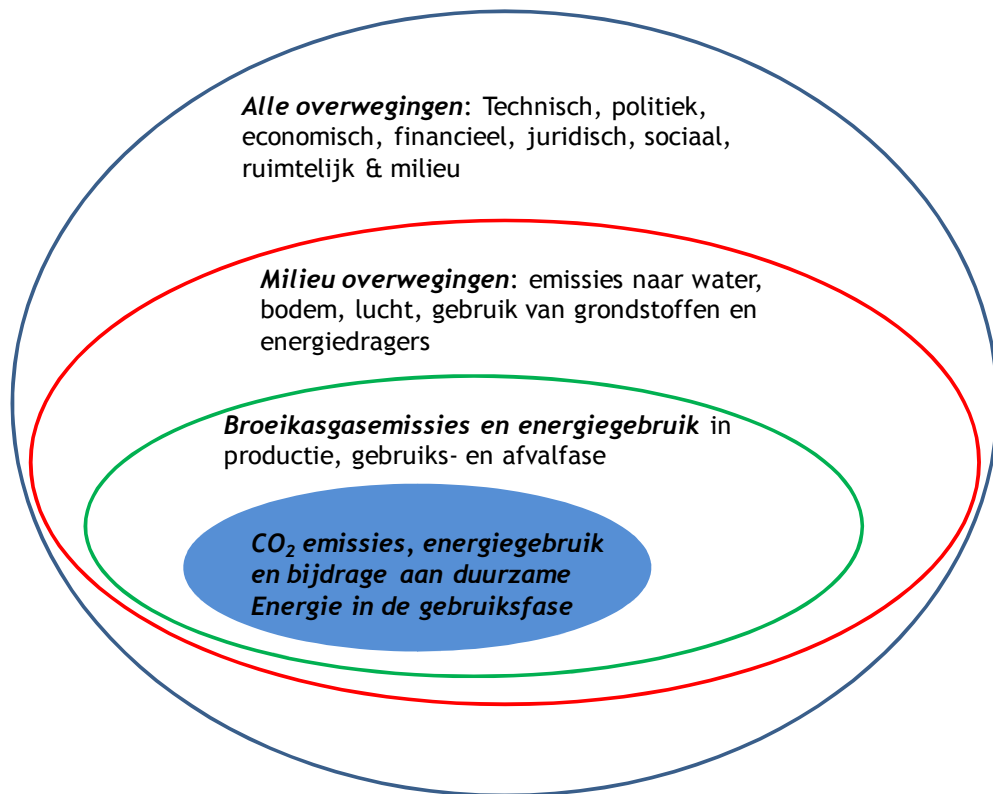 Alle overwegingen: Technisch, politiek,
economisch, financieel, juridisch, sociaal,
ruimtelijk & milieu
Milieu overwegingen: emissies naar water,
bodem, lucht, gebruik van grondstoffen en
energiedragers
Broeikasgasemissies en energiegebruik in
productie, gebruiks- en afvalfase
CO₂ emissies, energiegebruik
en bijdrage aan duurzame
Energie in de gebruiksfase